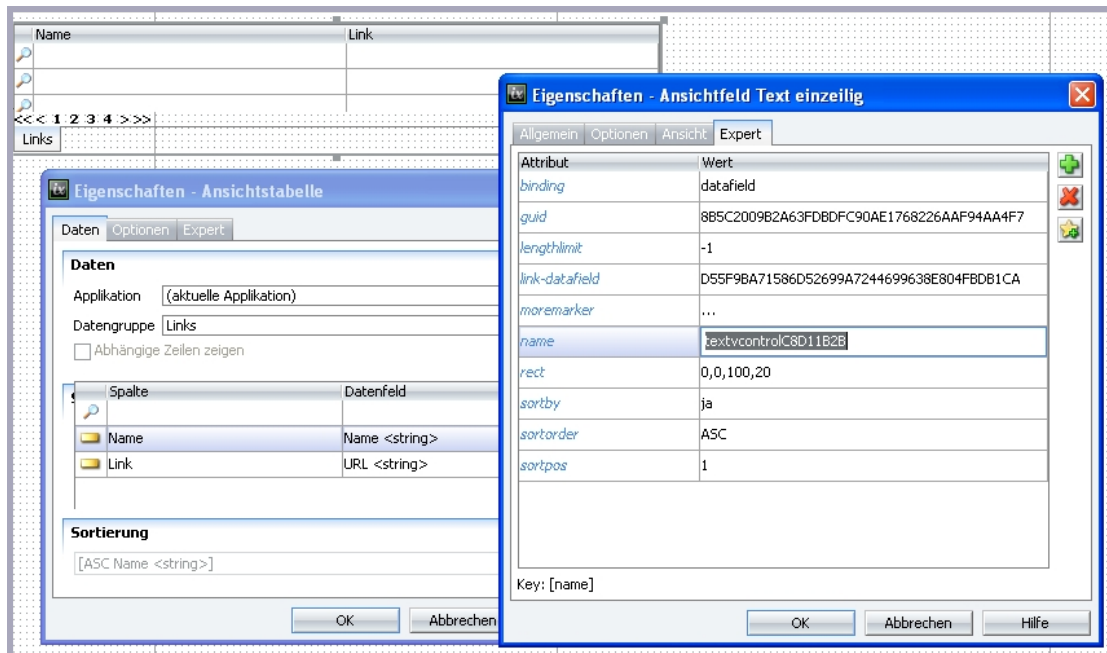 Name Link
<< < 1 2 3 4 > >>
Links
Eigenschaften - Ansichtstabelle
Daten Optionen Expert
Daten
Applikation (aktuelle Applikation)
Datengruppe Links
Abhängige Zeilen zeigen
Spalte Datenfeld
Name Name <string>
Link URL <string>
Sortierung
[ASC Name <string>]
OK Abbrechen
Eigenschaften - Ansichtfeld Text einzeilig
Allgemein Optionen Ansicht Expert
Attribut Wert
binding datafield
guid 8B5C2009B2A63FDBDFC90AE1768226AAF94AA4F7
lengthlimit -1
link-datafield D55F9BA71586D52699A7244699638E804FBDB1CA
moremarker ...
name textvcontrolC8D11B2B
rect 0,0,100,20
sortby ja
sortorder ASC
sortpos 1
Key: [name]
OK Abbrechen Hilfe